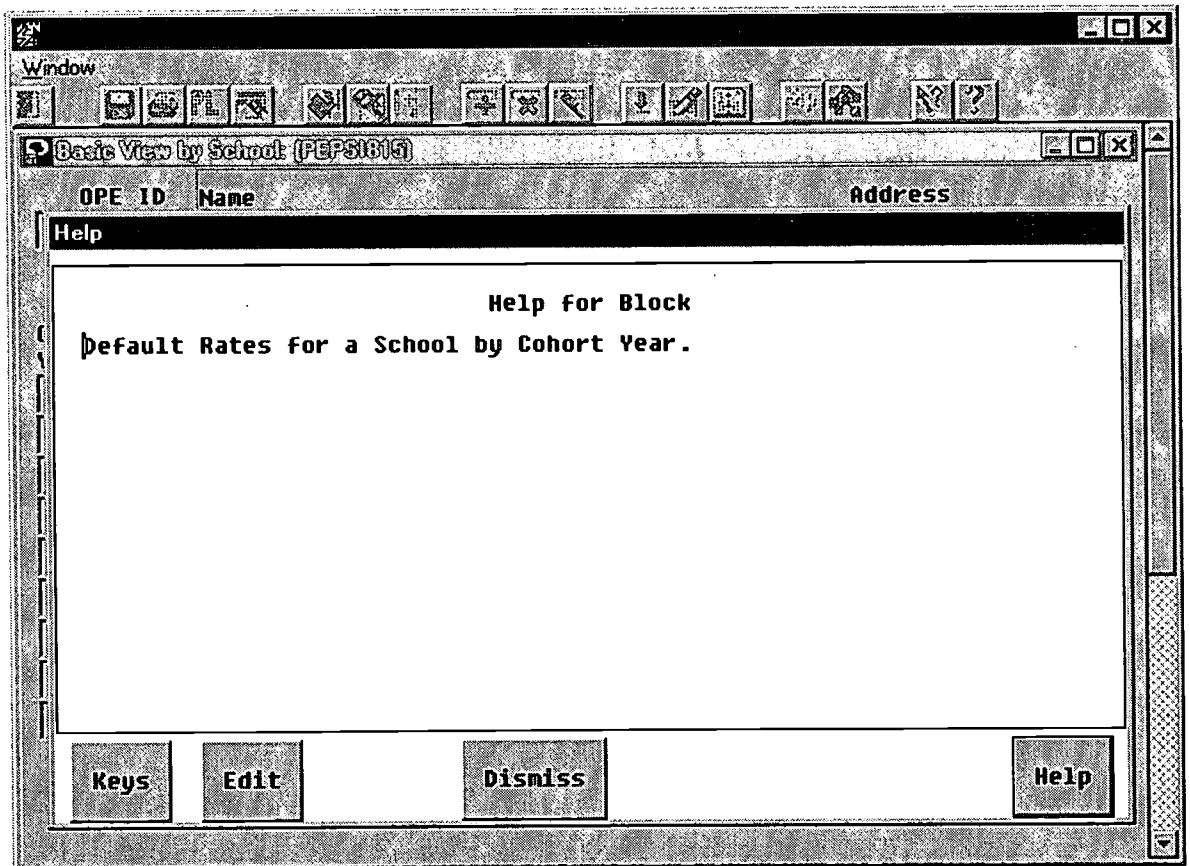 Window
Basic View by School (PEPSI815)
OPE ID Name Address
Help
Help for Block
Default Rates for a School by Cohort Year.
Keys Edit Dismiss Help